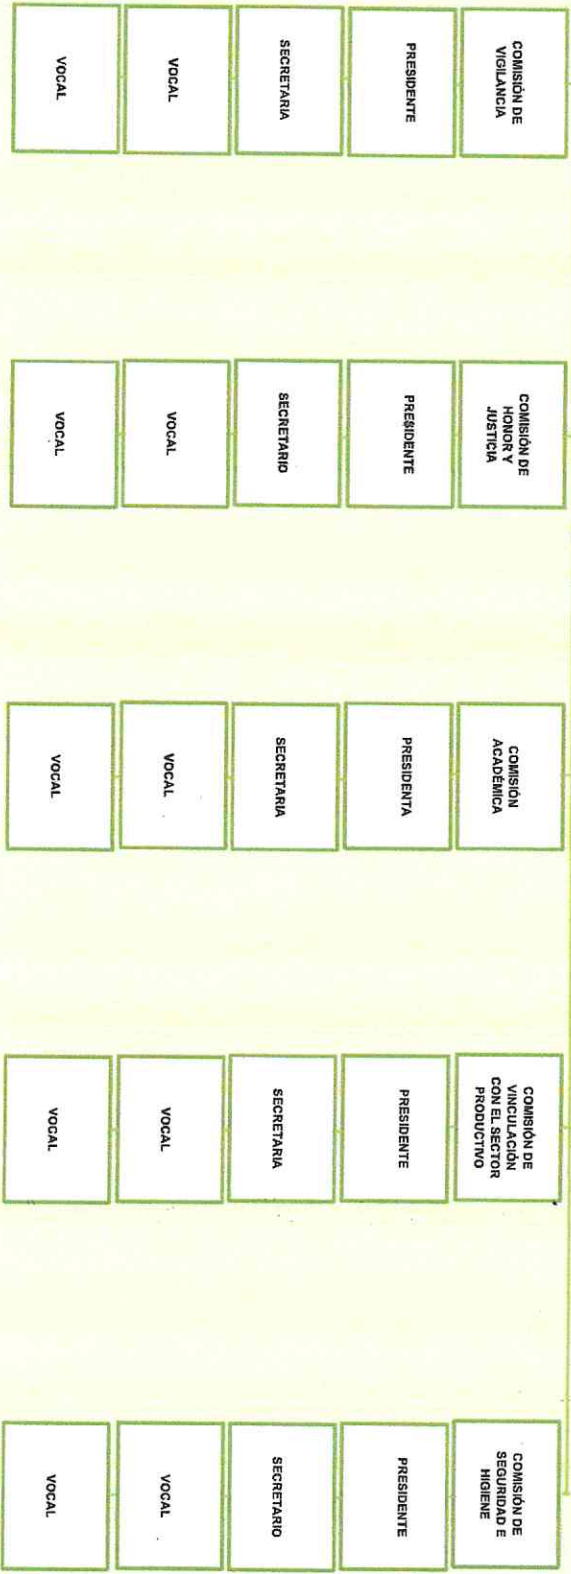 COMISIÓN DE
VIGILANCIA
PRESIDENTE
SECRETARIA
VOCAL
VOCAL
COMISIÓN DE
HONOR Y
JUSTICIA
PRESIDENTE
SECRETARIO
VOCAL
VOCAL
COMISIÓN
ACADÉMICA
PRESIDENTA
SECRETARIA
VOCAL
VOCAL
COMISIÓN DE
VINCULACIÓN
CON EL SECTOR
PRODUCTIVO
PRESIDENTE
SECRETARIA
VOCAL
VOCAL
COMISIÓN DE
SEGURIDAD E
HIGIENE
PRESIDENTE
SECRETARIO
VOCAL
VOCAL